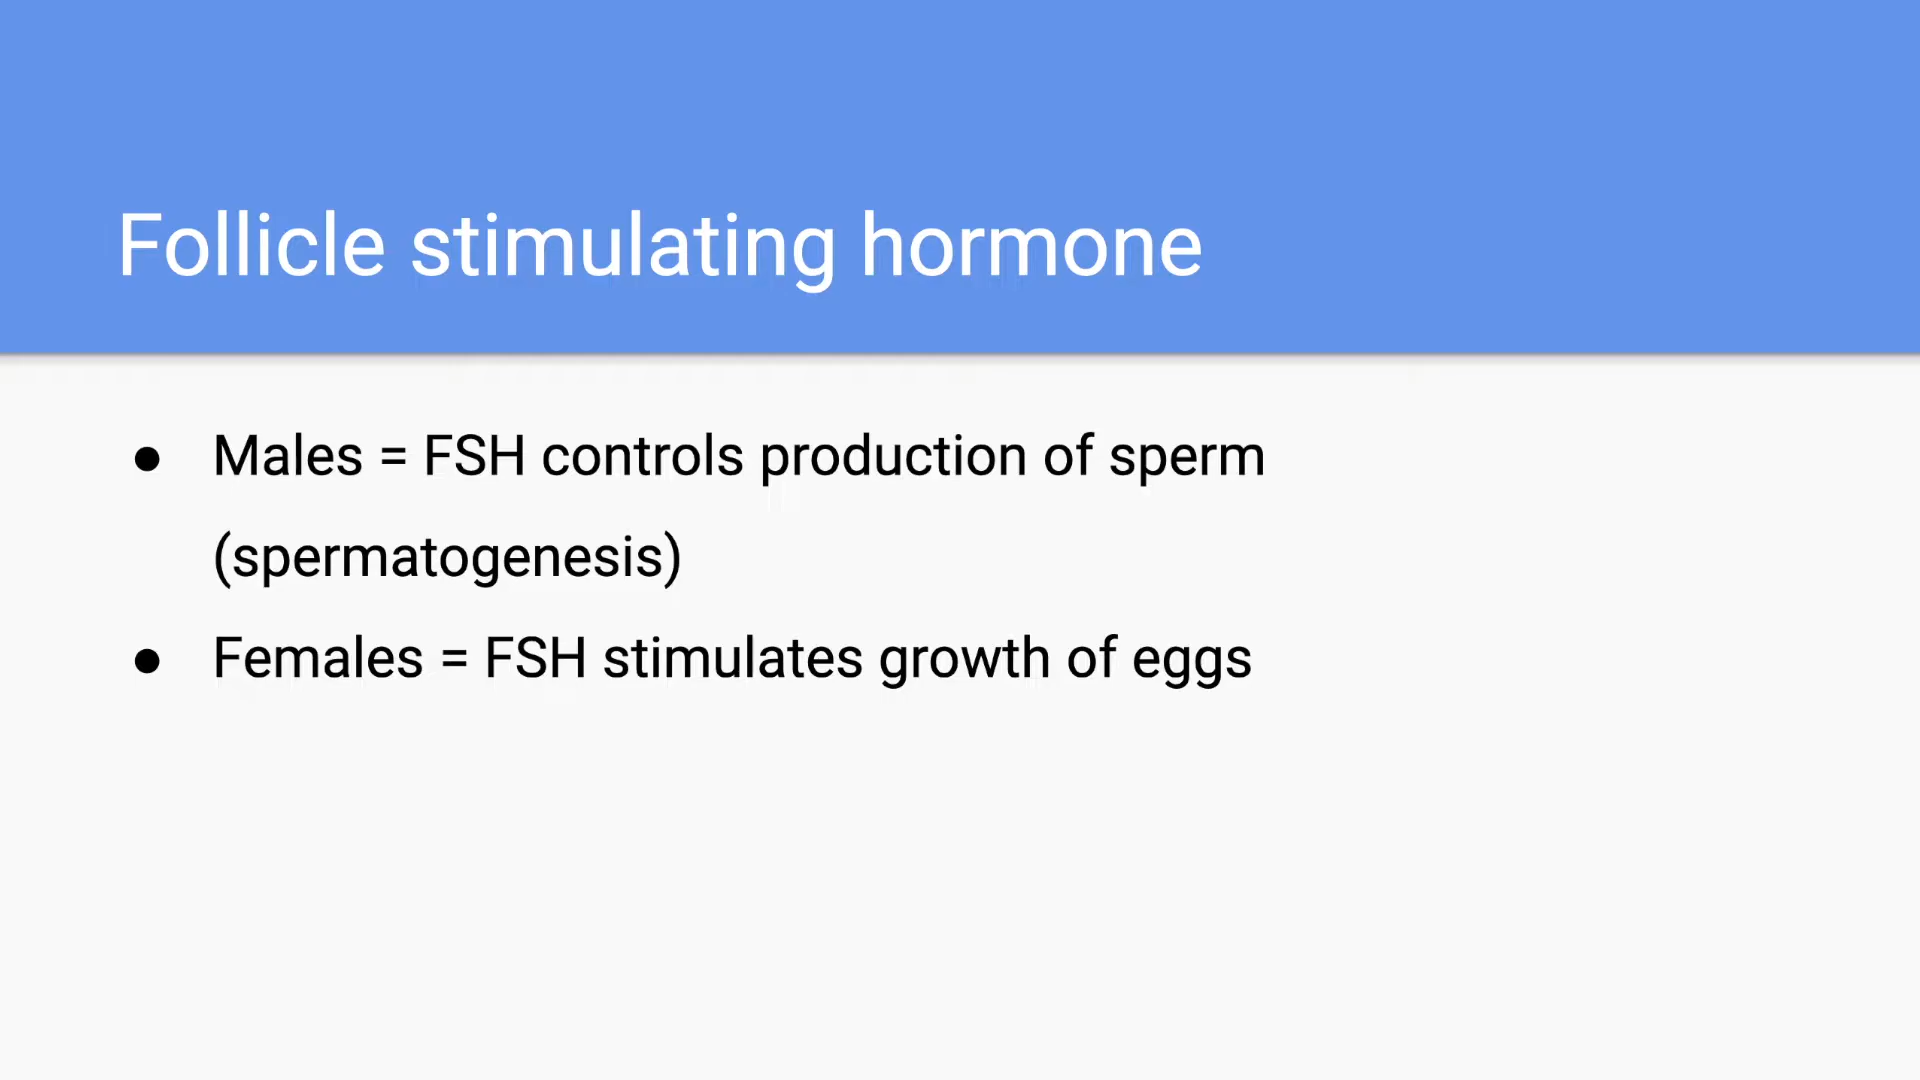 Follicle stimulating hormone
● Males = FSH controls production of sperm
(spermatogenesis)
● Females = FSH stimulates growth of eggs